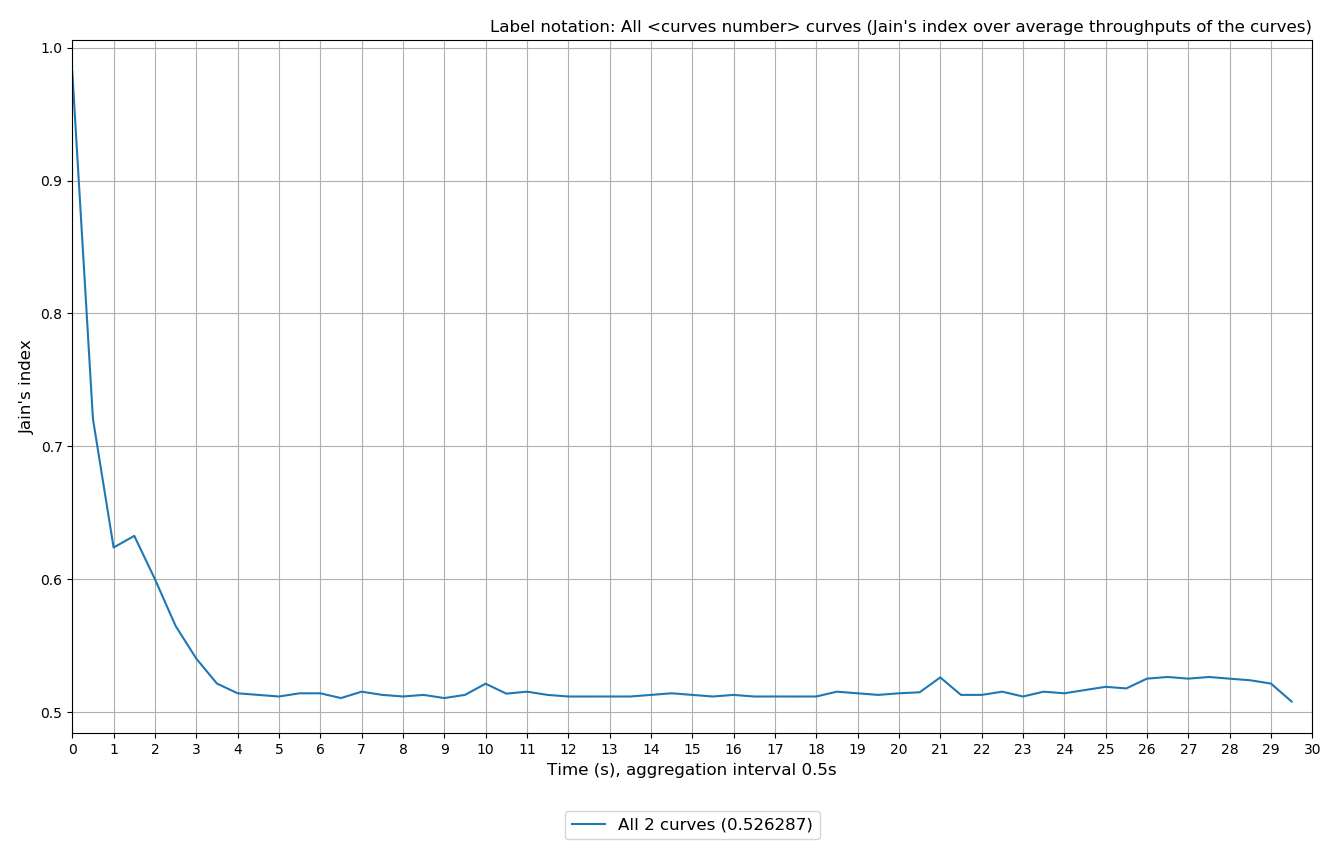 Label notation: All <curves number> curves (Jain's index over average throughputs of the curves)
1.0
0.9
0.8
0.7
0.6
0.5
Jain's index
0 1 2 3 4 5 6 7 8 9 10 11 12 13 14 15 16 17 18 19 20 21 22 23 24 25 26 27 28 29 30
Time (s), aggregation interval 0.5s
All 2 curves (0.526287)